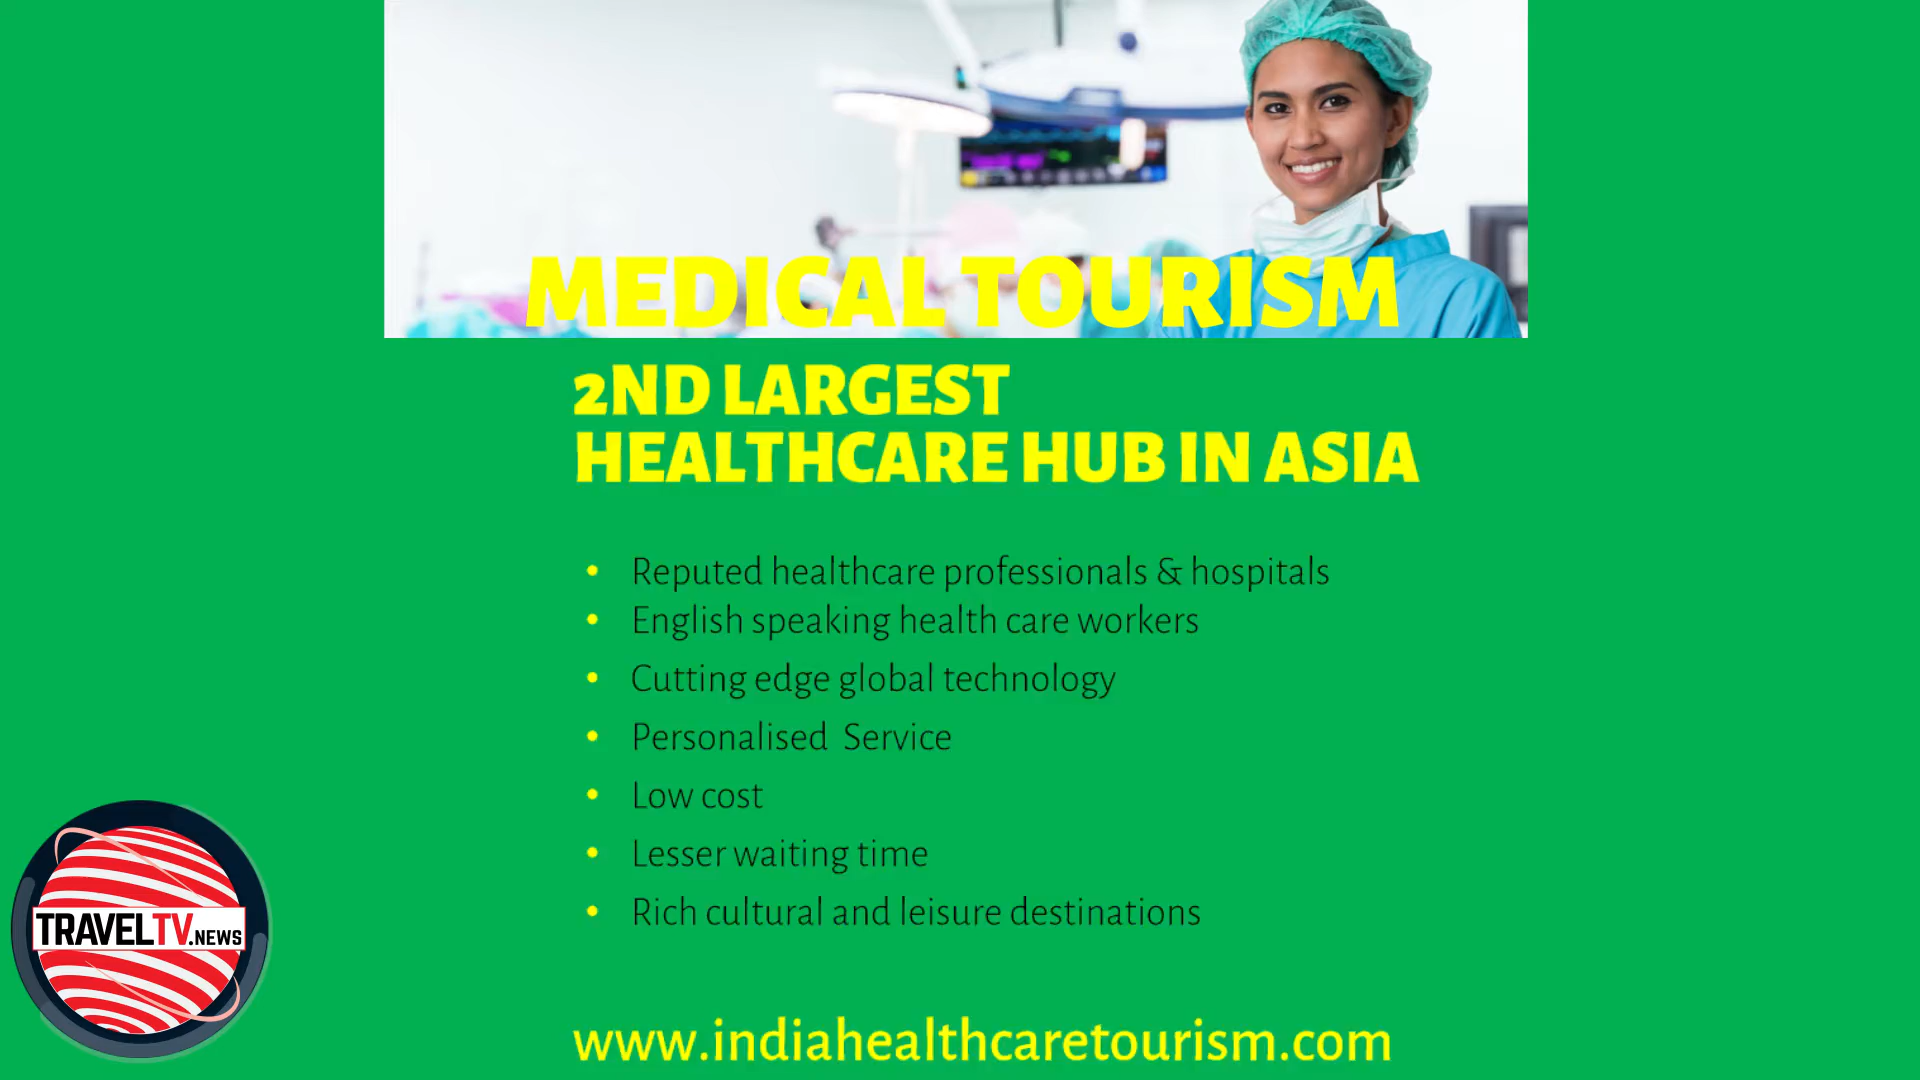 MEDICAL TOURISM
2ND LARGEST
HEALTHCARE HUB IN ASIA
• Reputed healthcare professionals & hospitals
• English speaking health care workers
• Cutting edge global technology
• Personalised  Service
• Low cost
• Lesser waiting time
• Rich cultural and leisure destinations
TRAVELTV.NEWS
www.indiahealthcaretourism.com